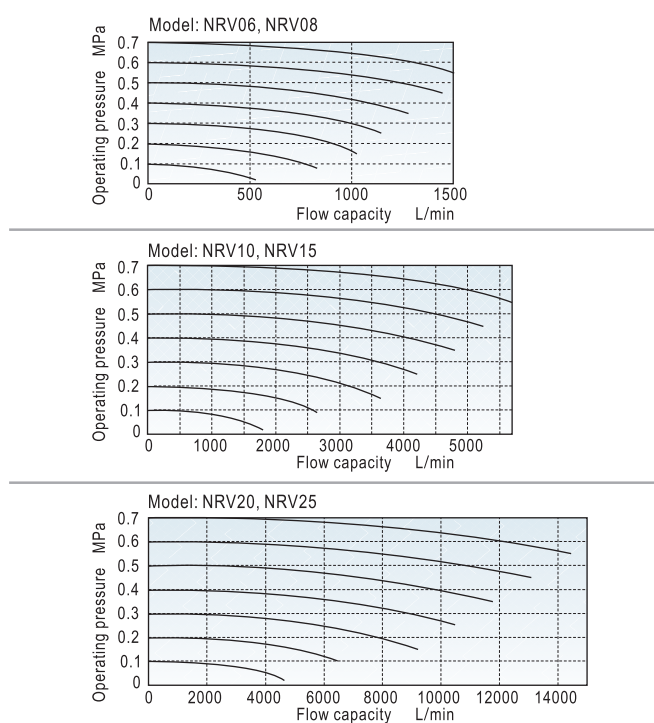 Model: NRV06, NRV08
Operating pressure MPa
0.7
0.6
0.5
0.4
0.3
0.2
0.1
0
0 500 1000 1500
Flow capacity L/min
Model: NRV10, NRV15
Operating pressure MPa
0.7
0.6
0.5
0.4
0.3
0.2
0.1
0
0 1000 2000 3000 4000 5000
Flow capacity L/min
Model: NRV20, NRV25
Operating pressure MPa
0.7
0.6
0.5
0.4
0.3
0.2
0.1
0
0 2000 4000 6000 8000 10000 12000 14000
Flow capacity L/min